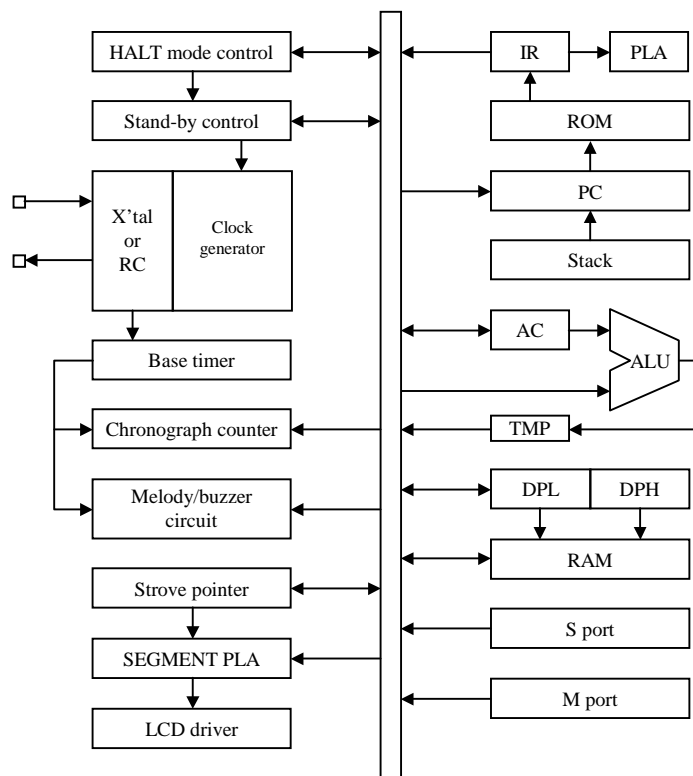 HALT mode control
Stand-by control
X'tal
or
RC
Clock
generator
Base timer
Chronograph counter
Melody/buzzer
circuit
Strove pointer
SEGMENT PLA
LCD driver
IR
PLA
ROM
PC
Stack
AC
ALU
TMP
DPL
DPH
RAM
S port
M port